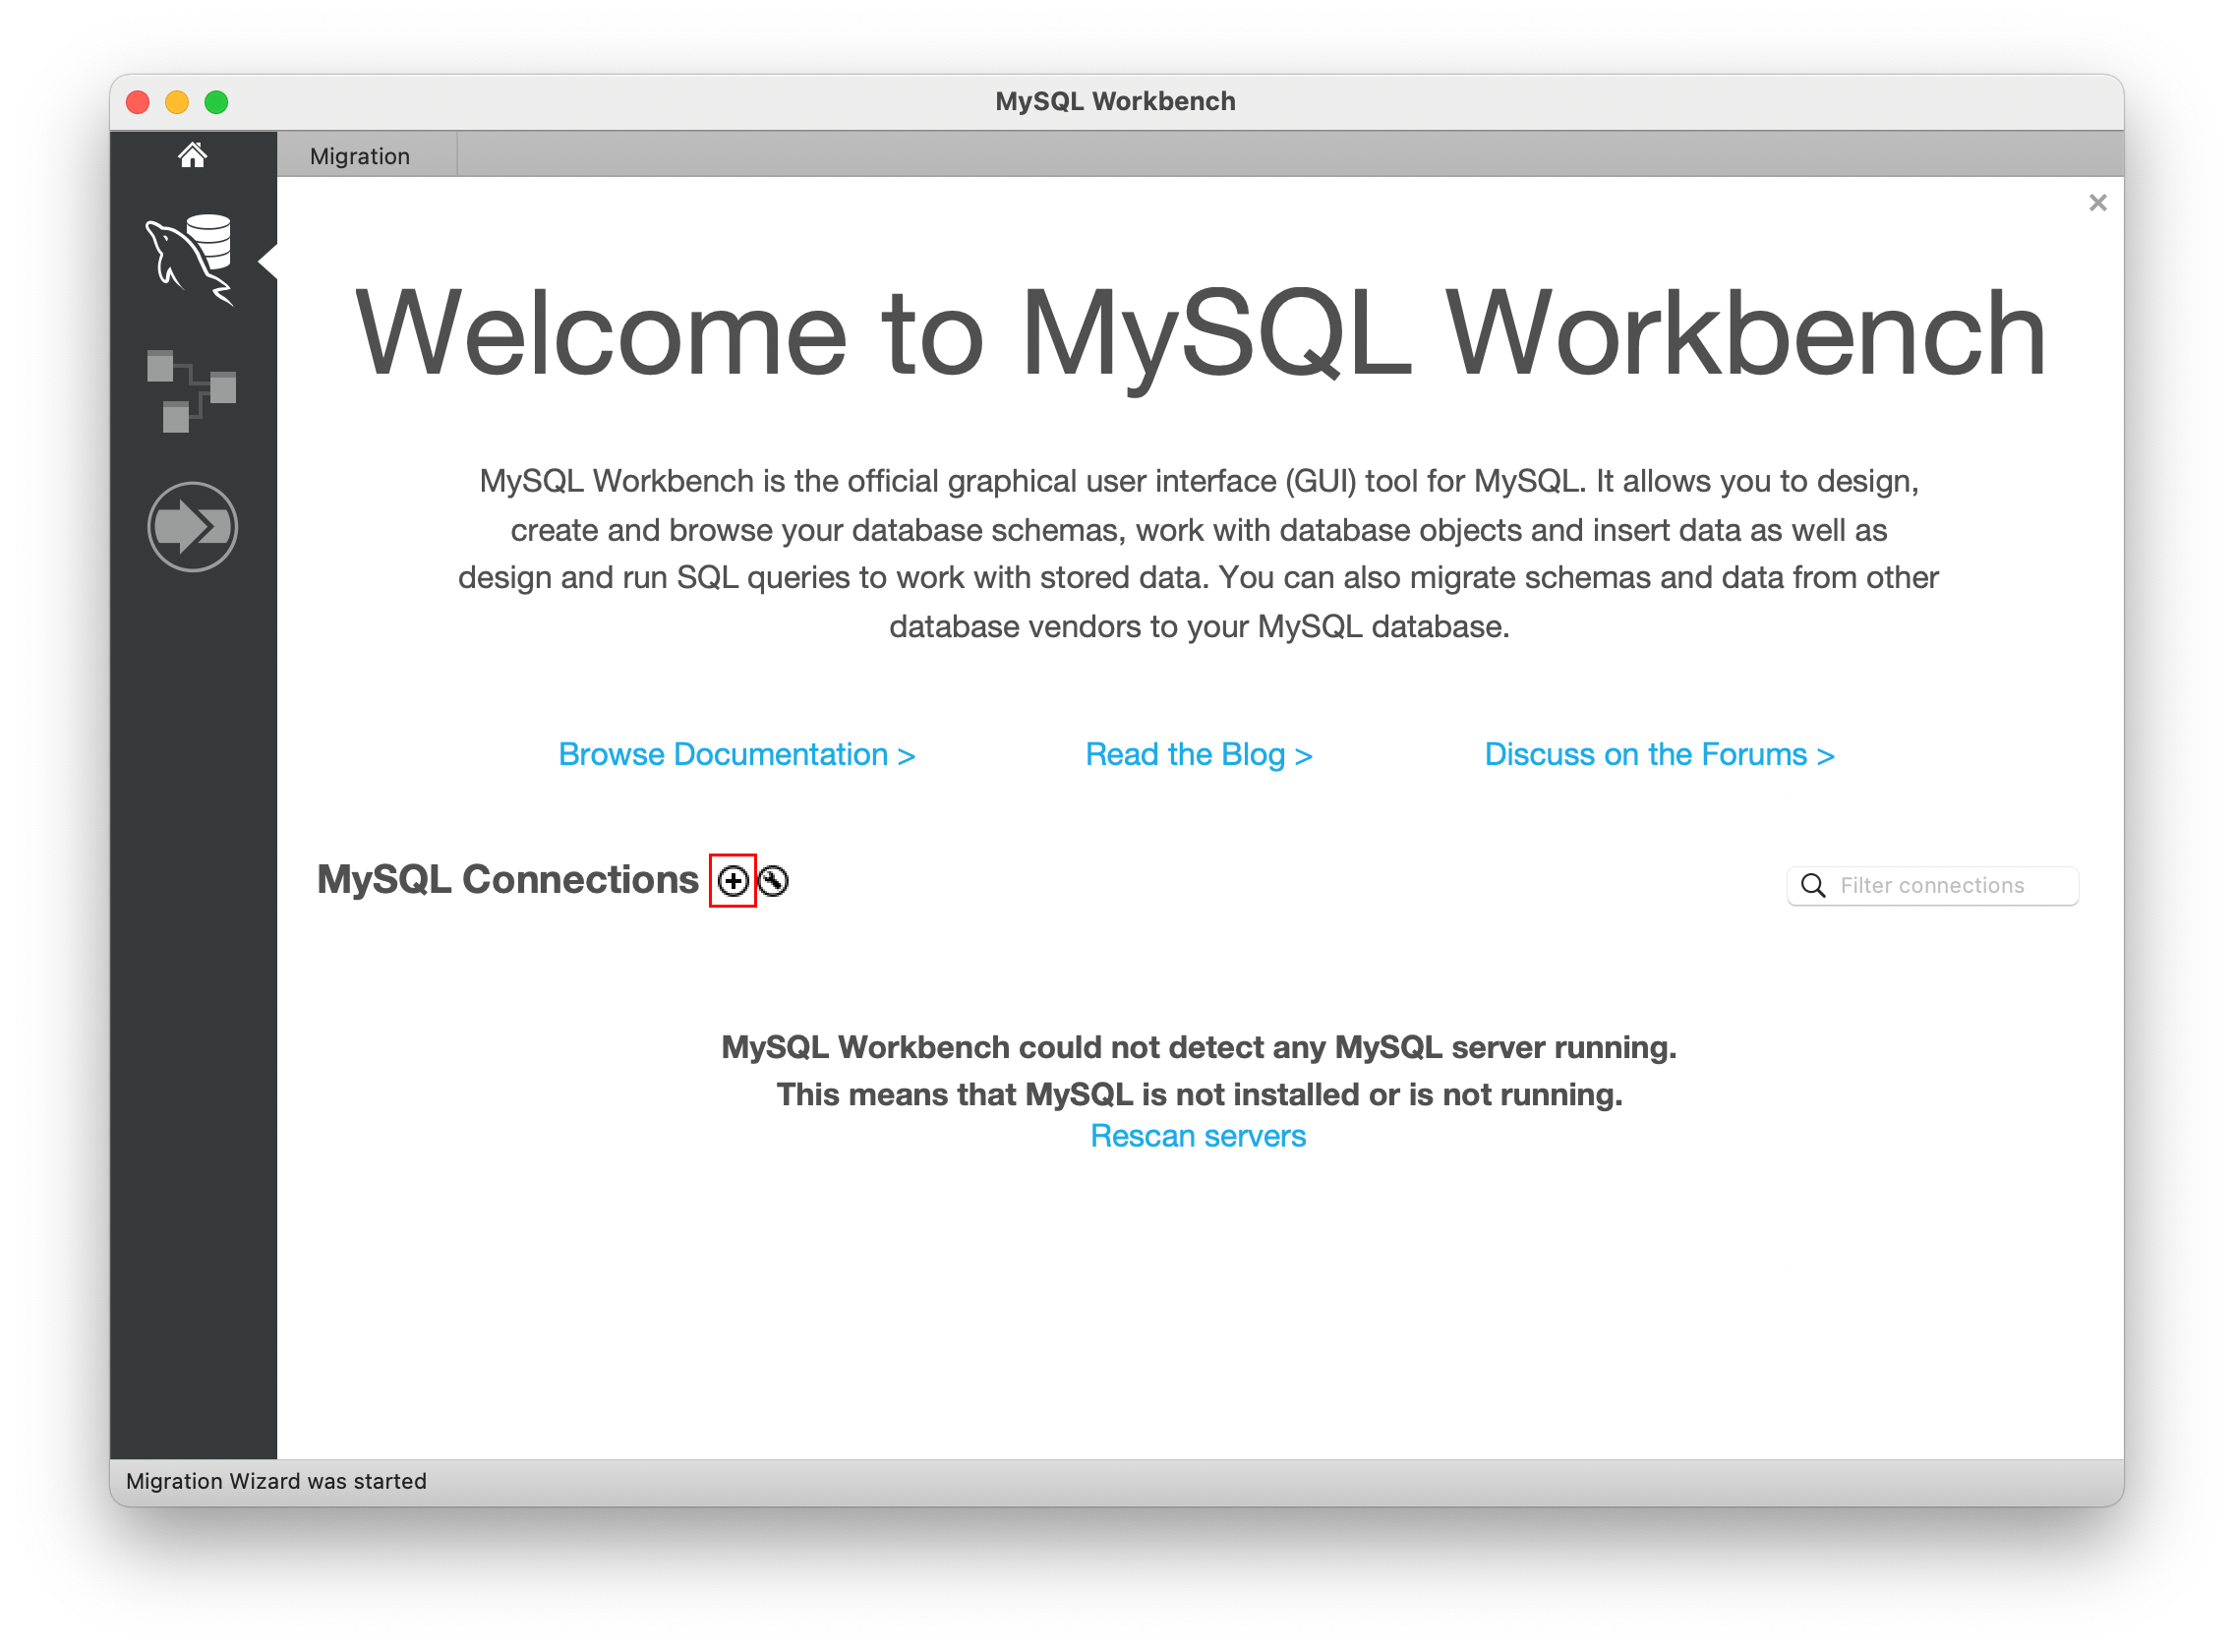 MySQL Workbench
Migration
Welcome to MySQL Workbench
MySQL Workbench is the official graphical user interface (GUI) tool for MySQL. It allows you to design,
create and browse your database schemas, work with database objects and insert data as well as
design and run SQL queries to work with stored data. You can also migrate schemas and data from other
database vendors to your MySQL database.
Browse Documentation >
Read the Blog >
Discuss on the Forums >
MySQL Connections
Filter connections
MySQL Workbench could not detect any MySQL server running.
This means that MySQL is not installed or is not running.
Rescan servers
Migration Wizard was started